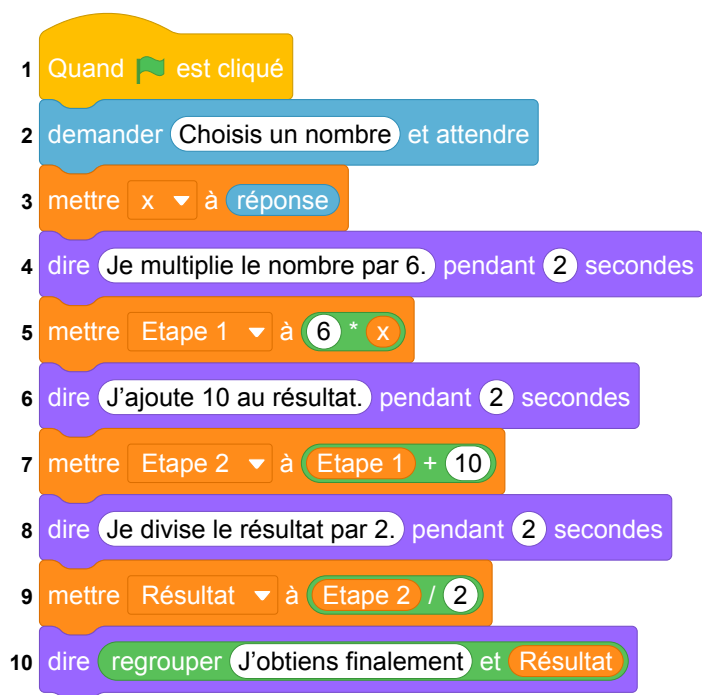 1 Quand est cliqué
2 demander Choisis un nombre et attendre
3 mettre x à réponse
4 dire Je multiplie le nombre par 6. pendant 2 secondes
5 mettre Etape 1 à 6 * x
6 dire J’ajoute 10 au résultat. pendant 2 secondes
7 mettre Etape 2 à Etape 1 + 10
8 dire Je divise le résultat par 2. pendant 2 secondes
9 mettre Résultat à Etape 2 / 2
10 dire regrouper J’obtiens finalement et Résultat